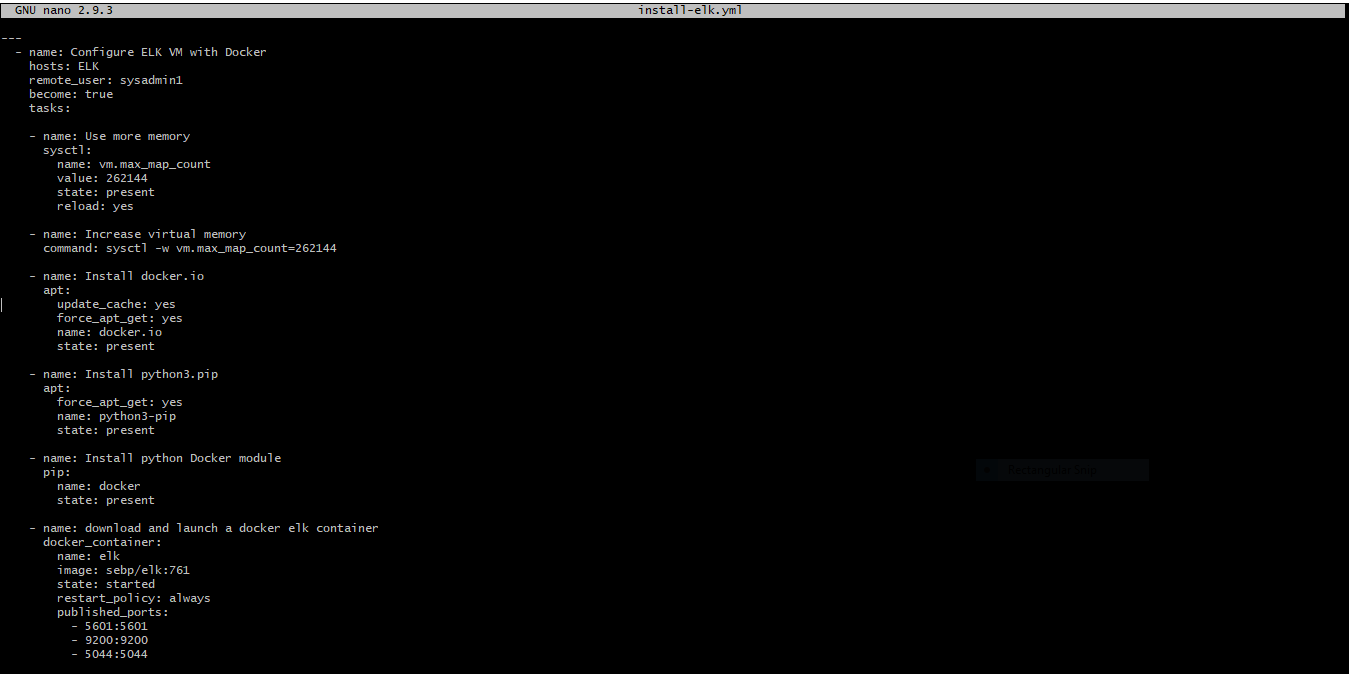 GNU nano 2.9.3 install-elk.yml
---
- name: Configure ELK VM with Docker
hosts: ELK
remote_user: sysadmin1
become: true
tasks:
- name: Use more memory
sysctl:
name: vm.max_map_count
value: 262144
state: present
reload: yes
- name: Increase virtual memory
command: sysctl -w vm.max_map_count=262144
- name: Install docker.io
apt:
update_cache: yes
force_apt_get: yes
name: docker.io
state: present
- name: Install python3.pip
apt:
force_apt_get: yes
name: python3-pip
state: present
- name: Install python Docker module
pip:
name: docker
state: present
- name: download and launch a docker elk container
docker_container:
name: elk
image: sebp/elk:761
state: started
restart_policy: always
published_ports:
- 5601:5601
- 9200:9200
- 5044:5044
Rectangular Snip